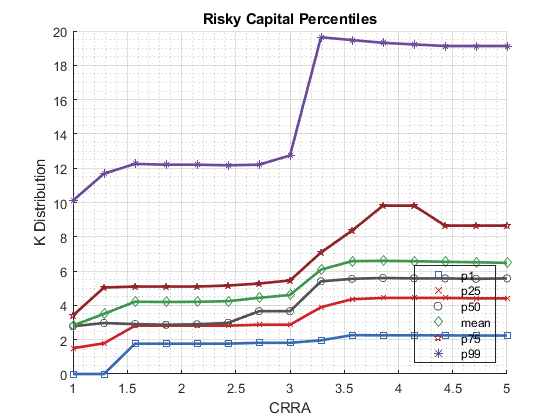 Risky Capital Percentiles
K Distribution
20
18
16
14
12
10
8
6
4
2
0
1 1.5 2 2.5 3 3.5 4 4.5 5
CRRA
p1
p25
p50
mean
p75
p99